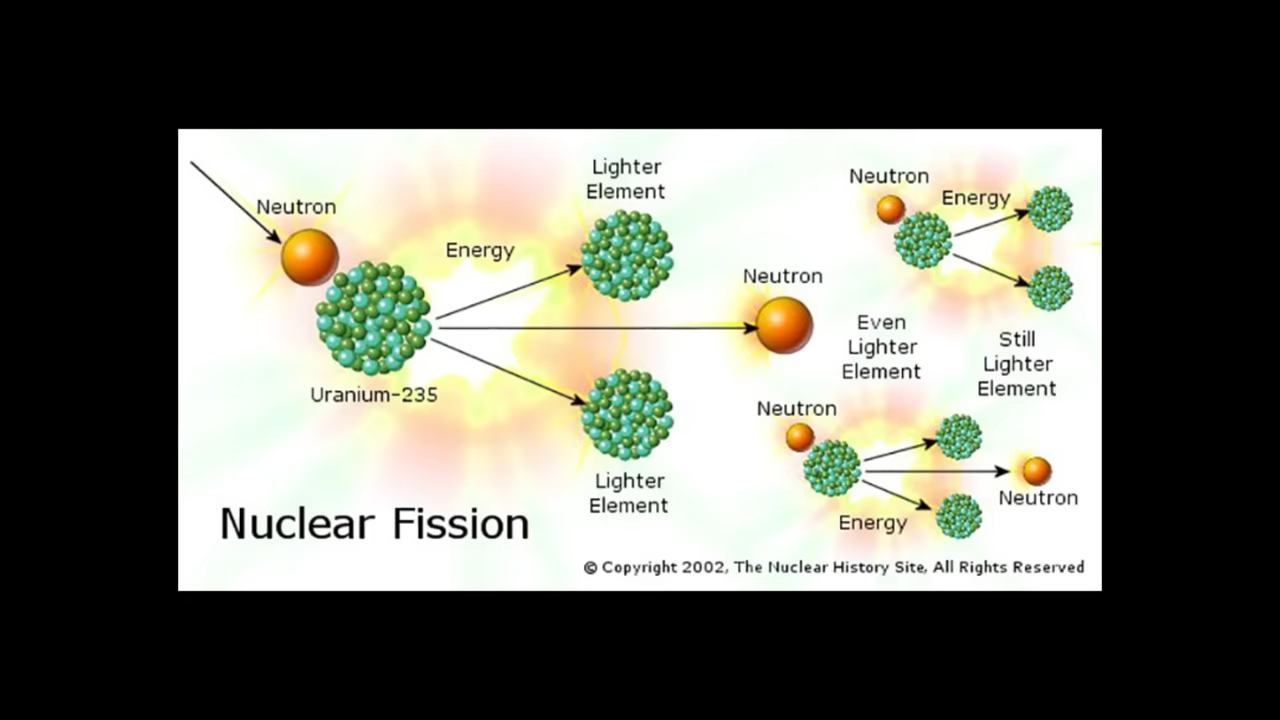 Neutron
Uranium-235
Energy
Lighter
Element
Lighter
Element
Neutron
Neutron
Energy
Even
Lighter
Element
Still
Lighter
Element
Neutron
Energy
Neutron
Nuclear Fission
© Copyright 2002, The Nuclear History Site, All Rights Reserved